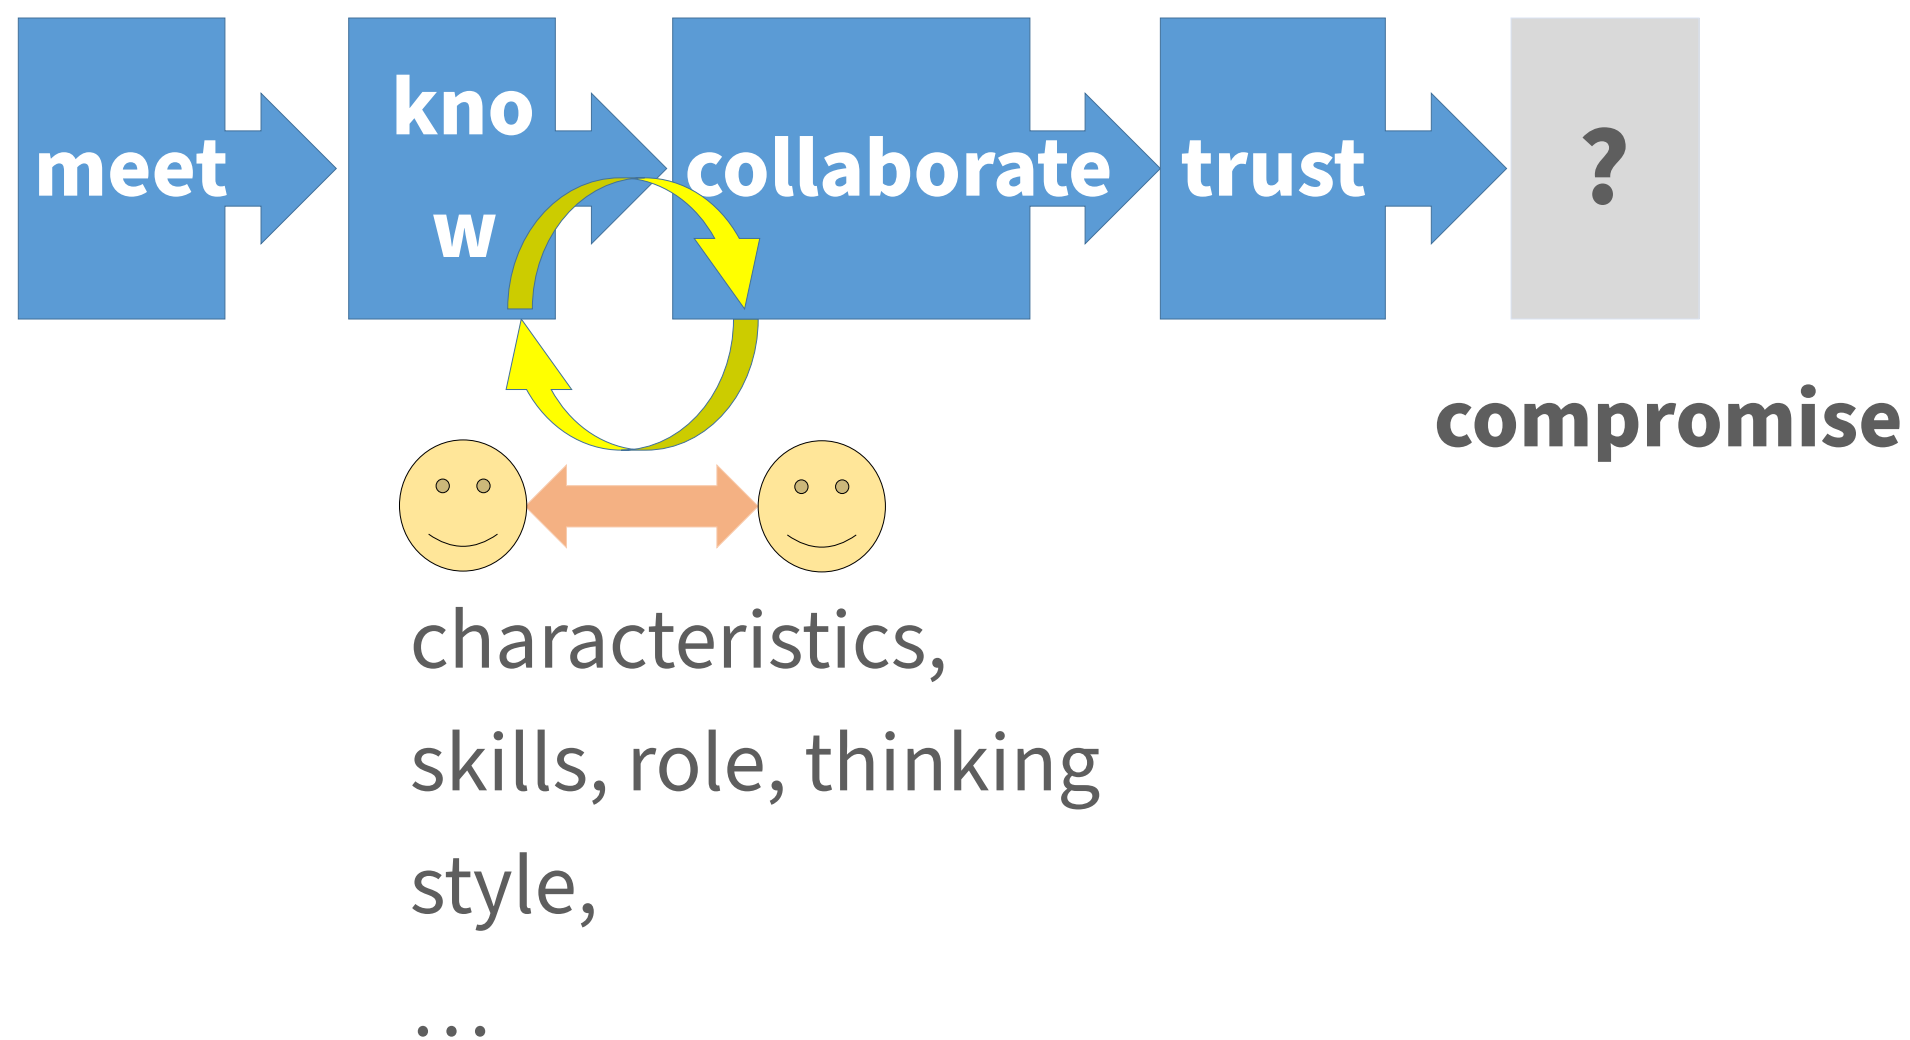 meet
kno
w
collaborate
trust
?
compromise
characteristics,
skills, role, thinking
style,
…